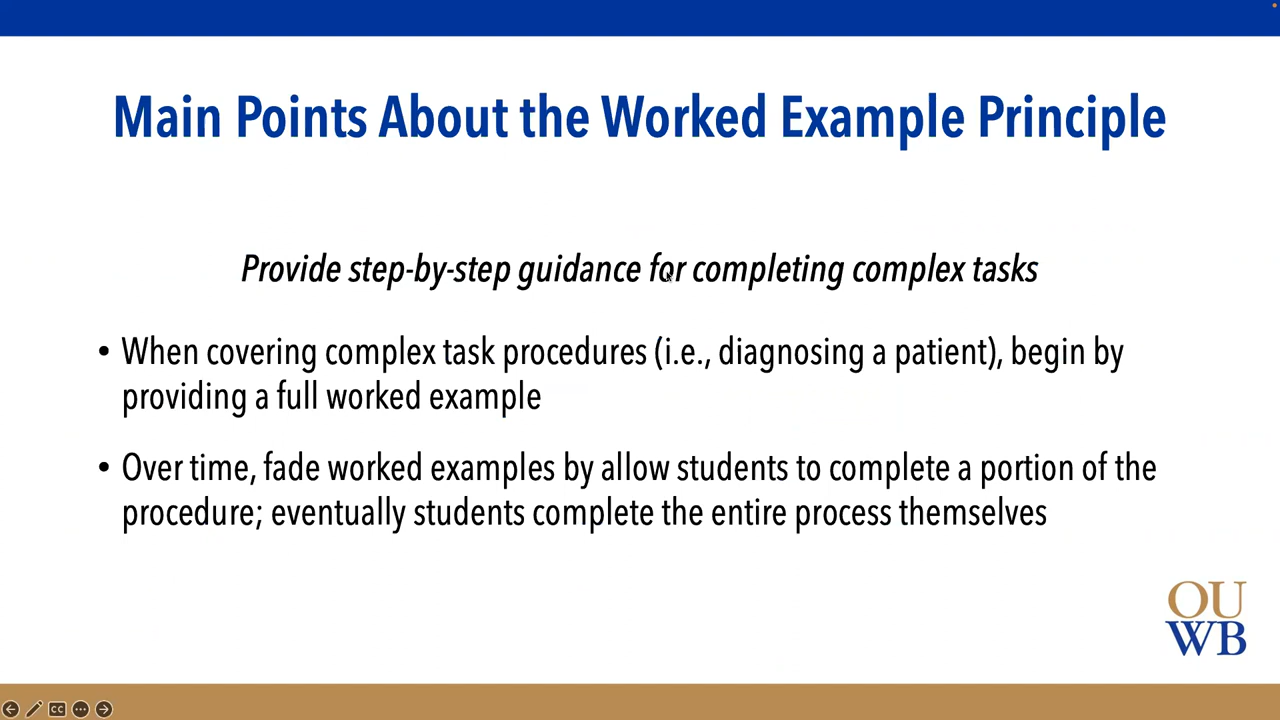 Main Points About the Worked Example Principle
Provide step-by-step guidance for completing complex tasks
• When covering complex task procedures (i.e., diagnosing a patient), begin by
providing a full worked example
• Over time, fade worked examples by allow students to complete a portion of the
procedure; eventually students complete the entire process themselves
OU
WB
CC